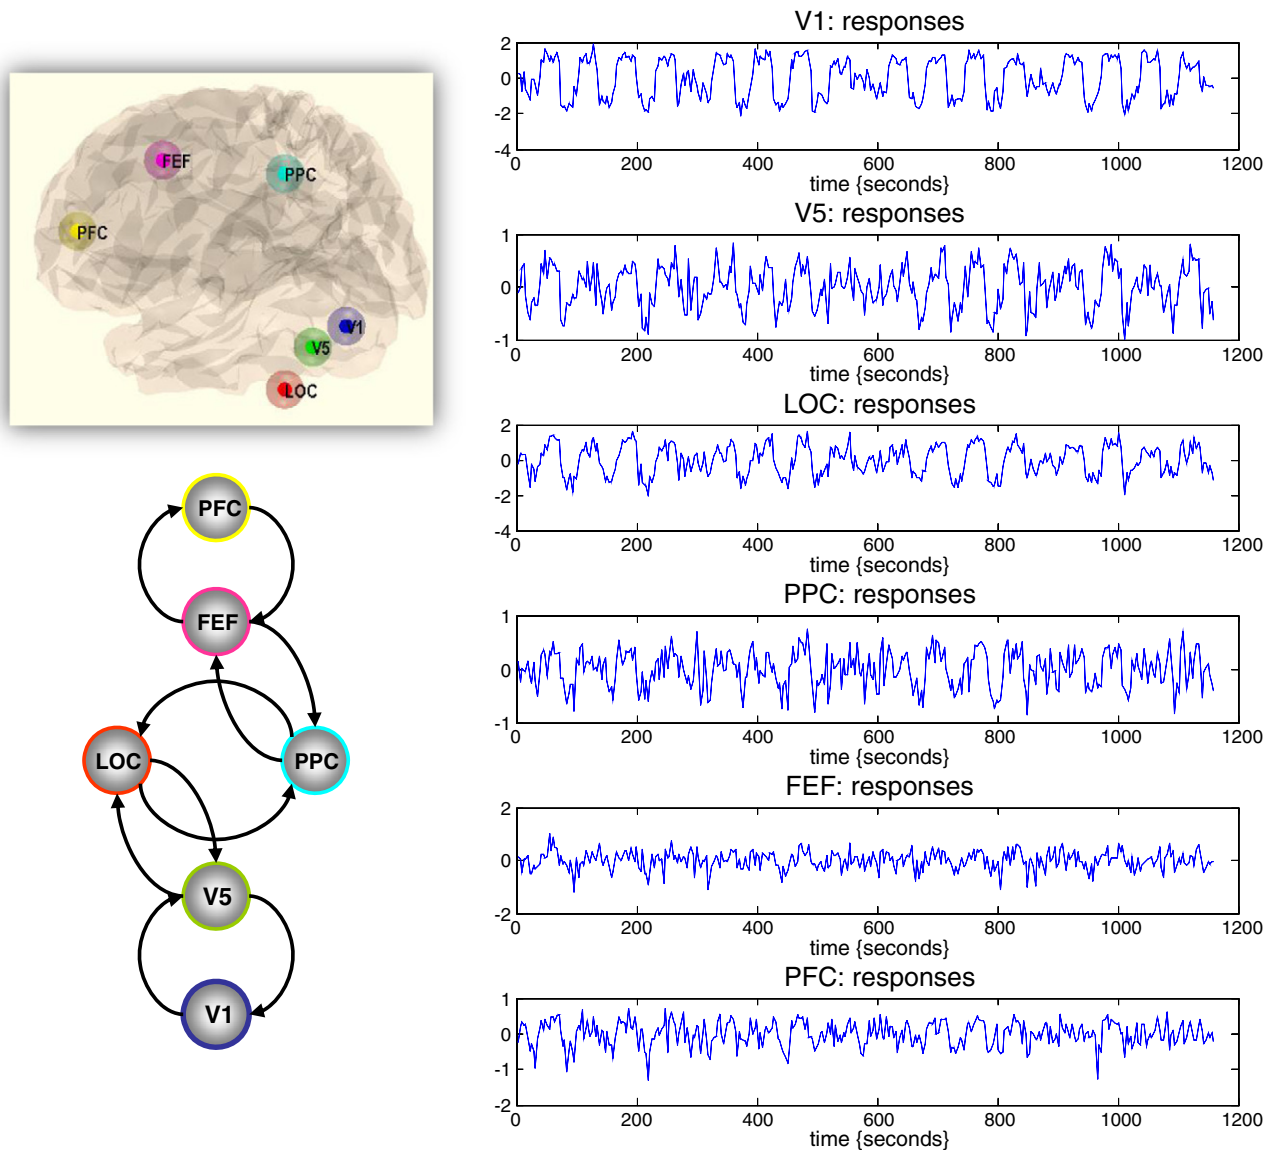 FEF
PPC
PFC
V1
V5
LOC
PFC
FEF
LOC
PPC
V5
V1
V1: responses
2
0
-2
-4
0 200 400 600 800 1000 1200
time {seconds}
V5: responses
1
0
-1
0 200 400 600 800 1000 1200
time {seconds}
LOC: responses
2
0
-2
-4
0 200 400 600 800 1000 1200
time {seconds}
PPC: responses
1
0
-1
0 200 400 600 800 1000 1200
time {seconds}
FEF: responses
2
0
-2
0 200 400 600 800 1000 1200
time {seconds}
PFC: responses
1
0
-1
-2
0 200 400 600 800 1000 1200
time {seconds}